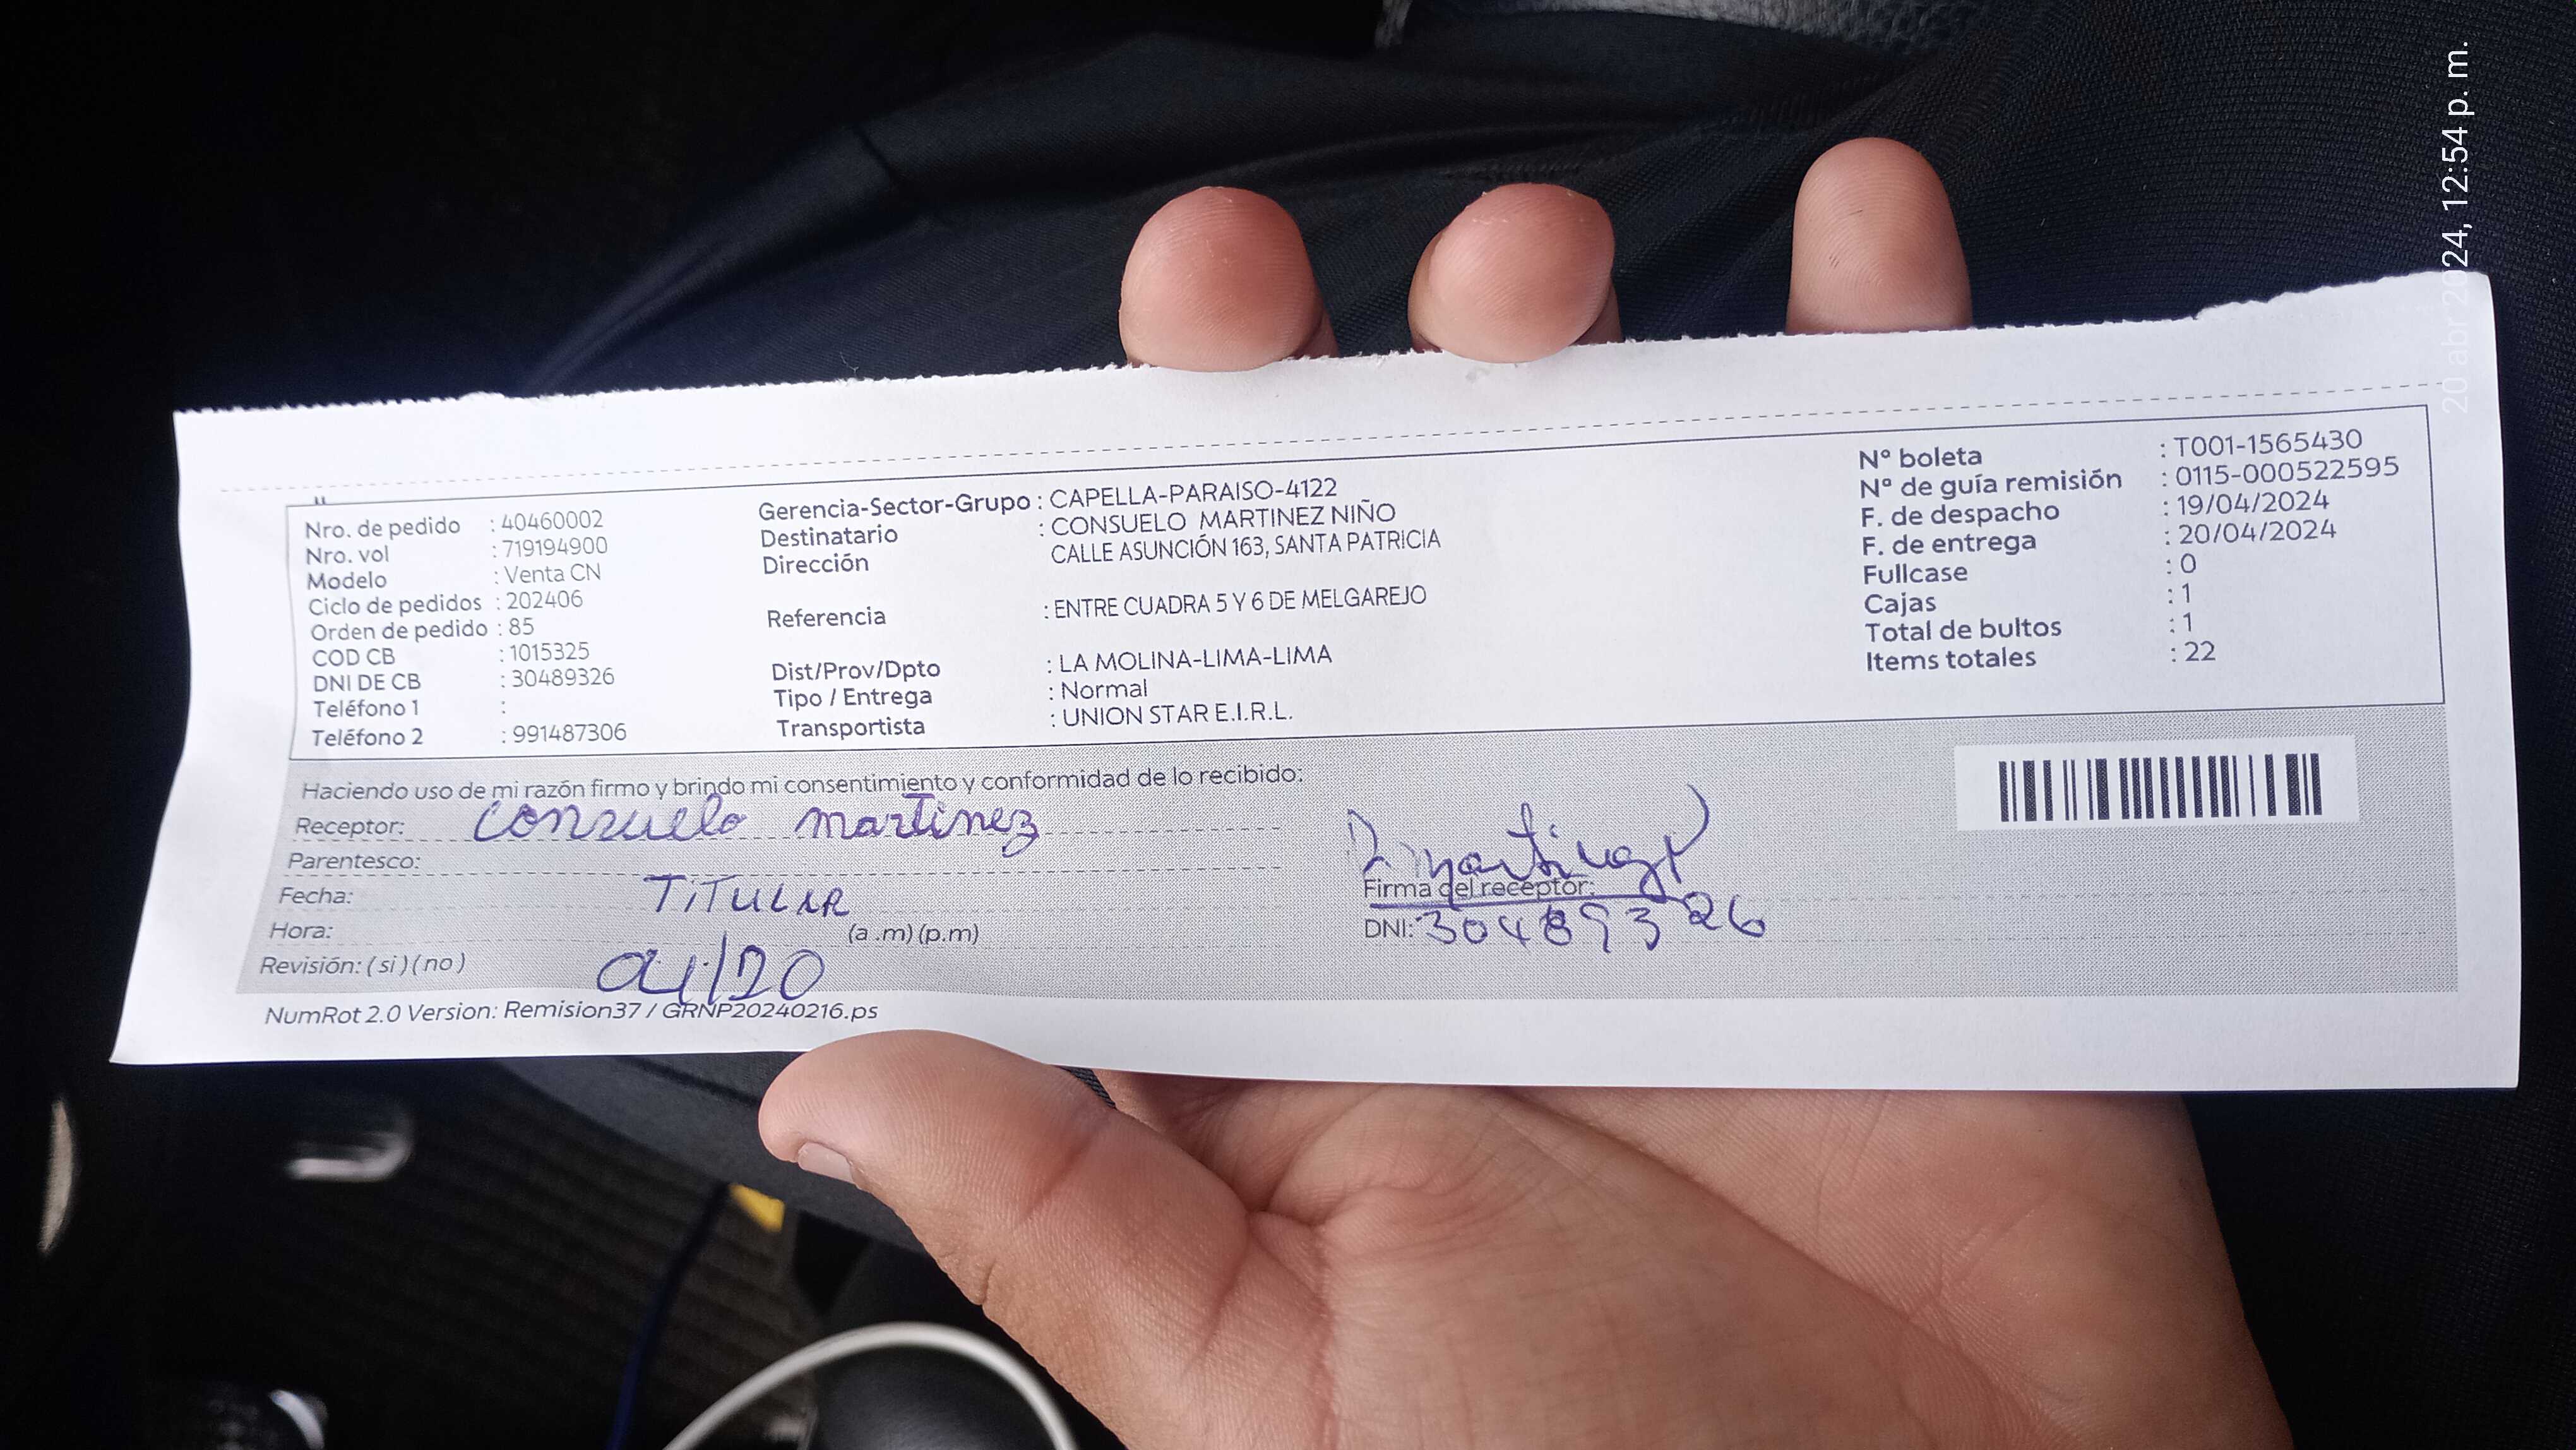 Nro. de pedido : 40460002
Nro. vol : 719194900
Modelo : Venta CN
Ciclo de pedidos : 202406
Orden de pedido : 85
COD CB : 1015325
DNI DE CB : 30489326
Teléfono 1 :
Teléfono 2 : 991487306
Gerencia-Sector-Grupo : CAPELLA-PARAISO-4122
Destinatario : CONSUELO MARTINEZ NIÑO
Dirección CALLE ASUNCIÓN 163, SANTA PATRICIA
Referencia : ENTRE CUADRA 5 Y 6 DE MELGAREJO
Dist/Prov/Dpto : LA MOLINA-LIMA-LIMA
Tipo / Entrega : Normal
Transportista : UNION STAR E.I.R.L.
Nº boleta : T001-1565430
Nº de guía remisión : 0115-000522595
F. de despacho : 19/04/2024
F. de entrega : 20/04/2024
Fullcase : 0
Cajas : 1
Total de bultos : 1
Items totales : 22
Haciendo uso de mi razón firmo y brindo mi consentimiento y conformidad de lo recibido:
Receptor: Consuelo martinez
Parentesco:
Fecha: TiTULAR
Hora: (a .m) (p.m)
Revisión: ( si ) ( no )
Firma del receptor:
DNI: 30489326
NumRot 2.0 Version: Remision37 / GRNP20240216.ps
20 abr 2024, 12:54 p. m.